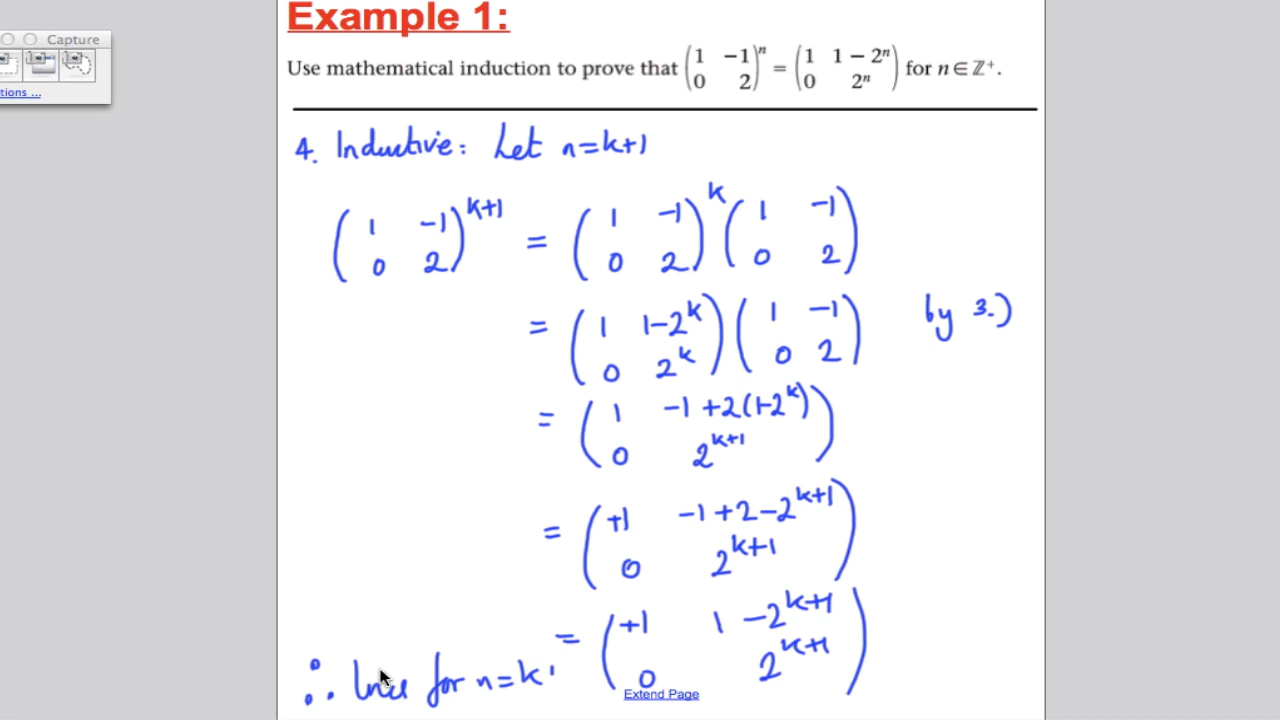 Example 1:
Capture
tions ...
Use mathematical induction to prove that (1 −1 / 0 2)ⁿ = (1 1 − 2ⁿ / 0 2ⁿ) for n ∈ ℤ⁺.
4. Inductive: Let n=k+1
(1 -1 / 0 2)^(k+1) = (1 -1 / 0 2)^k (1 -1 / 0 2)
= (1 1-2^k / 0 2^k) (1 -1 / 0 2) by 3.)
= (1 -1+2(1-2^k) / 0 2^(k+1))
= (+1 -1+2-2^(k+1) / 0 2^(k+1))
= (+1 1-2^(k+1) / 0 2^(k+1))
∴ true for n=k
Extend Page